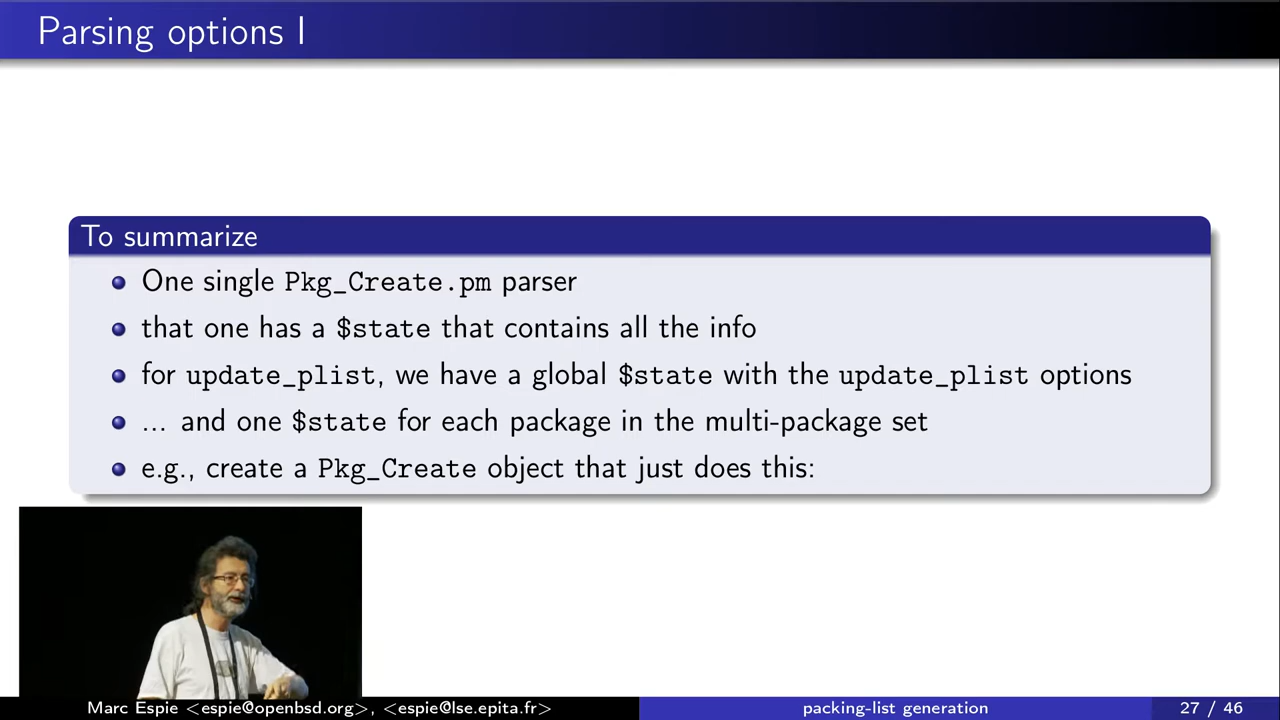 Parsing options I
To summarize
One single Pkg_Create.pm parser
that one has a $state that contains all the info
for update_plist, we have a global $state with the update_plist options
... and one $state for each package in the multi-package set
e.g., create a Pkg_Create object that just does this:
Marc Espie <espie@openbsd.org>, <espie@lse.epita.fr>
packing-list generation
27 / 46